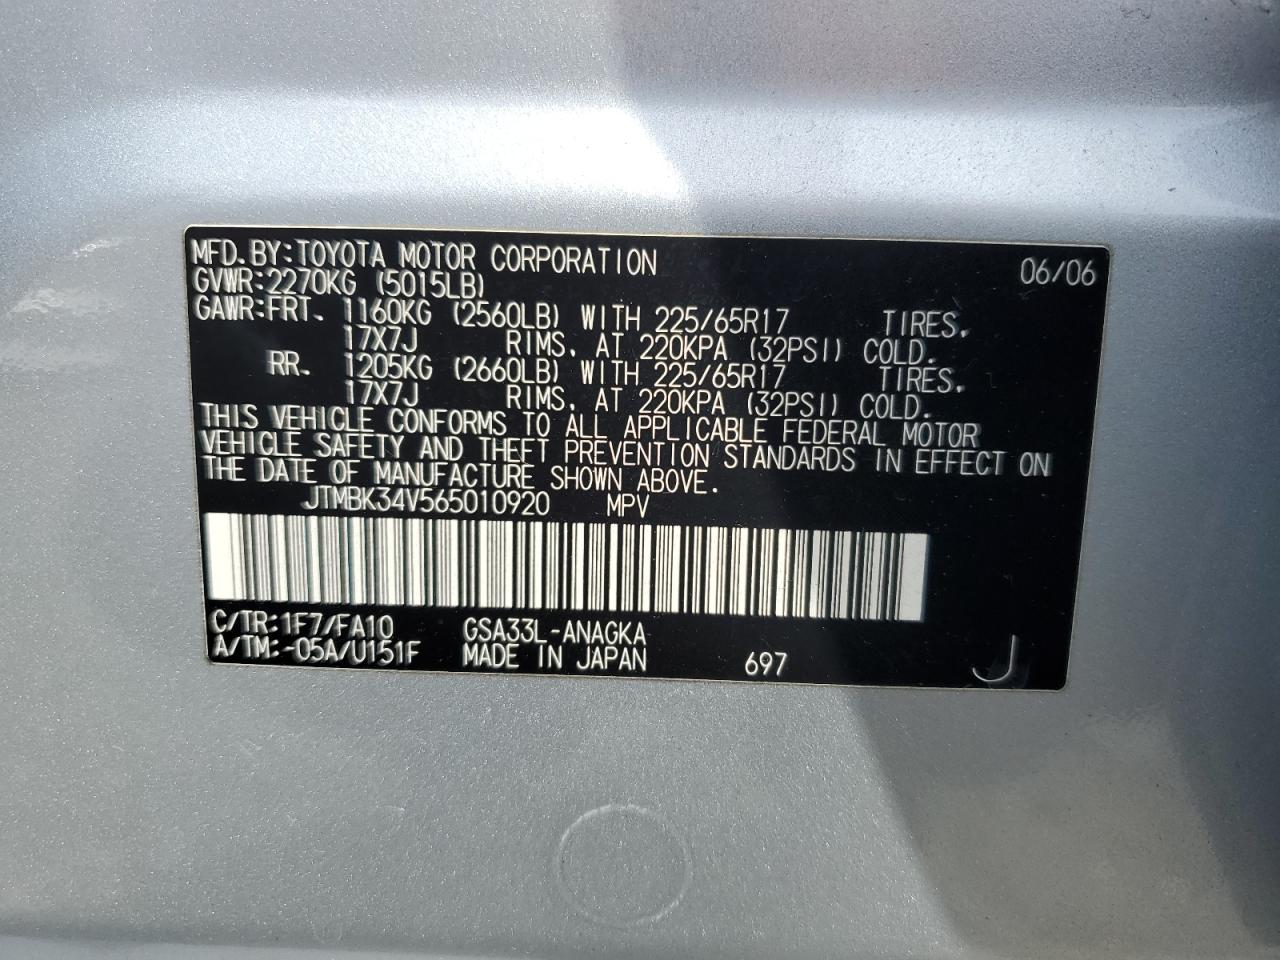 MFD.BY:TOYOTA MOTOR CORPORATION 06/06
GVWR:2270KG (5015LB)
GAWR:FRT. 1160KG (2560LB) WITH 225/65R17 TIRES,
17X7J RIMS, AT 220KPA (32PSI) COLD.
RR. 1205KG (2660LB) WITH 225/65R17 TIRES,
17X7J RIMS, AT 220KPA (32PSI) COLD.
THIS VEHICLE CONFORMS TO ALL APPLICABLE FEDERAL MOTOR
VEHICLE SAFETY AND THEFT PREVENTION STANDARDS IN EFFECT ON
THE DATE OF MANUFACTURE SHOWN ABOVE.
JTMBK34V565010920 MPV
C/TR:1F7/FA10 GSA33L-ANAGKA
A/TM:-05A/U151F MADE IN JAPAN 697 J